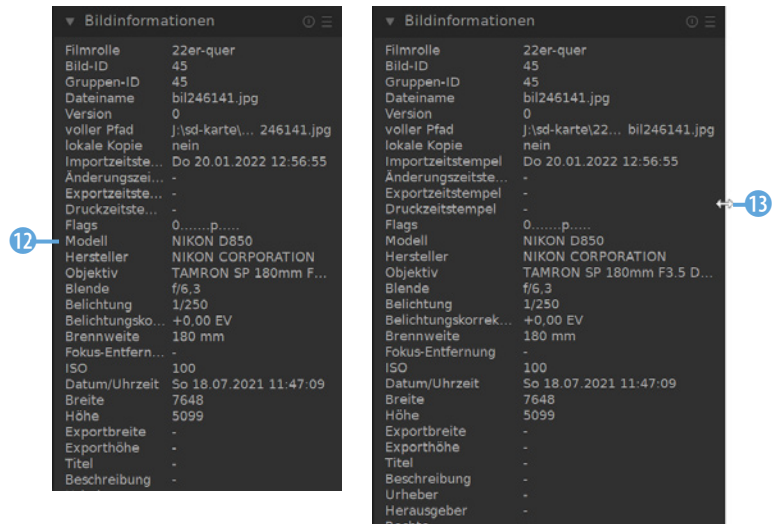 ▼ Bildinformationen
Filmrolle 22er-quer
Bild-ID 45
Gruppen-ID 45
Dateiname bil246141.jpg
Version 0
voller Pfad J:\sd-karte\... 246141.jpg
lokale Kopie nein
Importzeitste... Do 20.01.2022 12:56:55
Änderungszei... -
Exportzeitste... -
Druckzeitste... -
Flags 0.......p.....
12 Modell NIKON D850
Hersteller NIKON CORPORATION
Objektiv TAMRON SP 180mm F...
Blende f/6,3
Belichtung 1/250
Belichtungsko... +0,00 EV
Brennweite 180 mm
Fokus-Entfern... -
ISO 100
Datum/Uhrzeit So 18.07.2021 11:47:09
Breite 7648
Höhe 5099
Exportbreite -
Exporthöhe -
Titel -
Beschreibung -
▼ Bildinformationen
Filmrolle 22er-quer
Bild-ID 45
Gruppen-ID 45
Dateiname bil246141.jpg
Version 0
voller Pfad J:\sd-karte\22... bil246141.jpg
lokale Kopie nein
Importzeitstempel Do 20.01.2022 12:56:55
Änderungszeitste... -
Exportzeitstempel -
Druckzeitstempel -
13
Flags 0.......p.....
Modell NIKON D850
Hersteller NIKON CORPORATION
Objektiv TAMRON SP 180mm F3.5 D...
Blende f/6,3
Belichtung 1/250
Belichtungskorrek... +0,00 EV
Brennweite 180 mm
Fokus-Entfernung -
ISO 100
Datum/Uhrzeit So 18.07.2021 11:47:09
Breite 7648
Höhe 5099
Exportbreite -
Exporthöhe -
Titel -
Beschreibung -
Urheber -
Herausgeber -